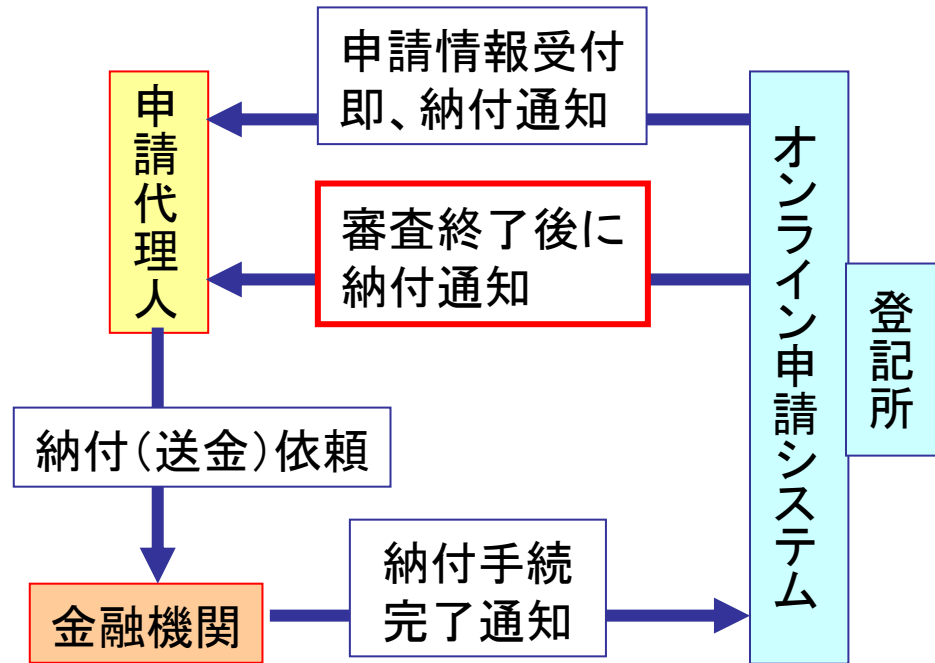 申請情報受付
即、納付通知
申請代理人
審査終了後に
納付通知
オンライン申請システム
登記所
納付(送金)依頼
納付手続
完了通知
金融機関